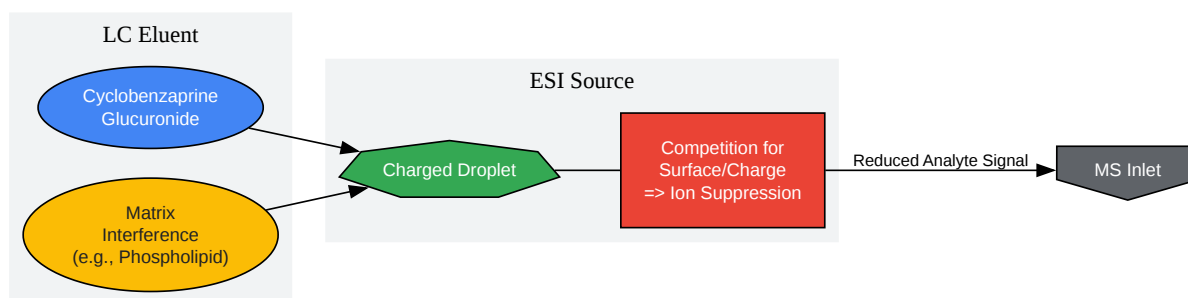 LC Eluent
Cyclobenzaprine
Glucuronide
Matrix
Interference
(e.g., Phospholipid)
ESI Source
Charged Droplet
Competition for
Surface/Charge
=> Ion Suppression
Reduced Analyte Signal
MS Inlet